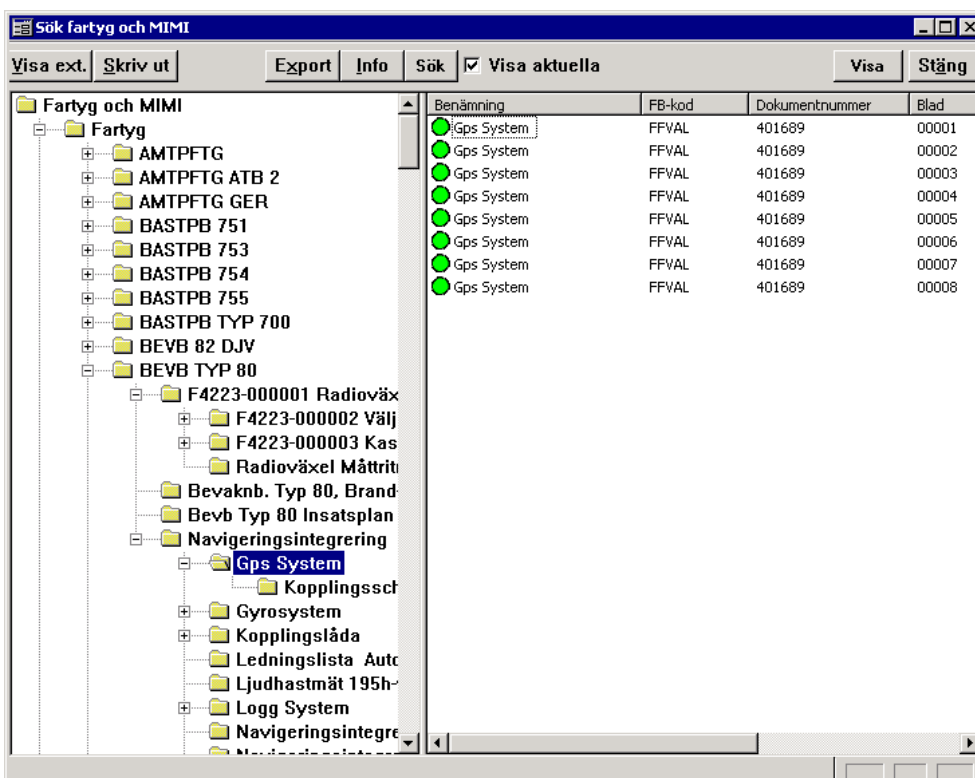 Sök fartyg och MIMI
Visa ext. Skriv ut Export Info Sök Visa aktuella Visa Stäng
Fartyg och MIMI
Fartyg
AMTPFTG
AMTPFTG ATB 2
AMTPFTG GER
BASTPB 751
BASTPB 753
BASTPB 754
BASTPB 755
BASTPB TYP 700
BEVB 82 DJV
BEVB TYP 80
F4223-000001 Radioväx
F4223-000002 Välj
F4223-000003 Kas
Radioväxel Måttrit
Bevaknb. Typ 80, Brand-
Bevb Typ 80 Insatsplan
Navigeringsintegrering
Gps System
Kopplingssch
Gyrosystem
Kopplingslåda
Ledningslista Auto
Ljudhastmät 195h-
Logg System
Navigeringsintegre
Benämning FB-kod Dokumentnummer Blad
Gps System FFVAL 401689 00001
Gps System FFVAL 401689 00002
Gps System FFVAL 401689 00003
Gps System FFVAL 401689 00004
Gps System FFVAL 401689 00005
Gps System FFVAL 401689 00006
Gps System FFVAL 401689 00007
Gps System FFVAL 401689 00008